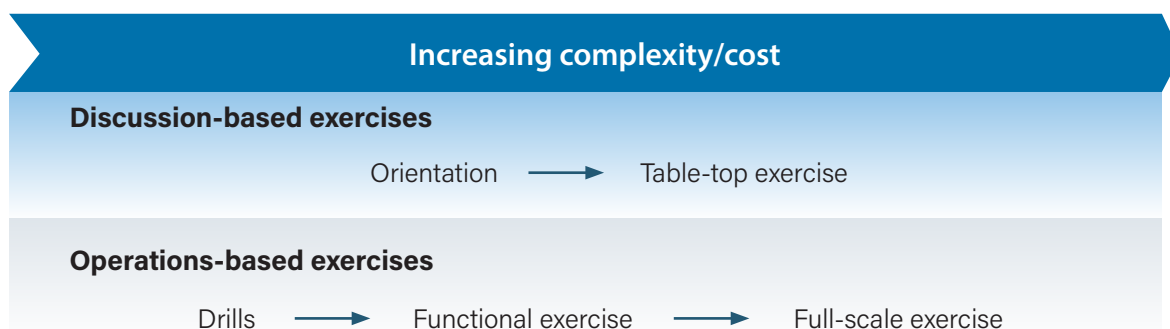 Increasing complexity/cost
Discussion-based exercises
Orientation Table-top exercise
Operations-based exercises
Drills Functional exercise Full-scale exercise